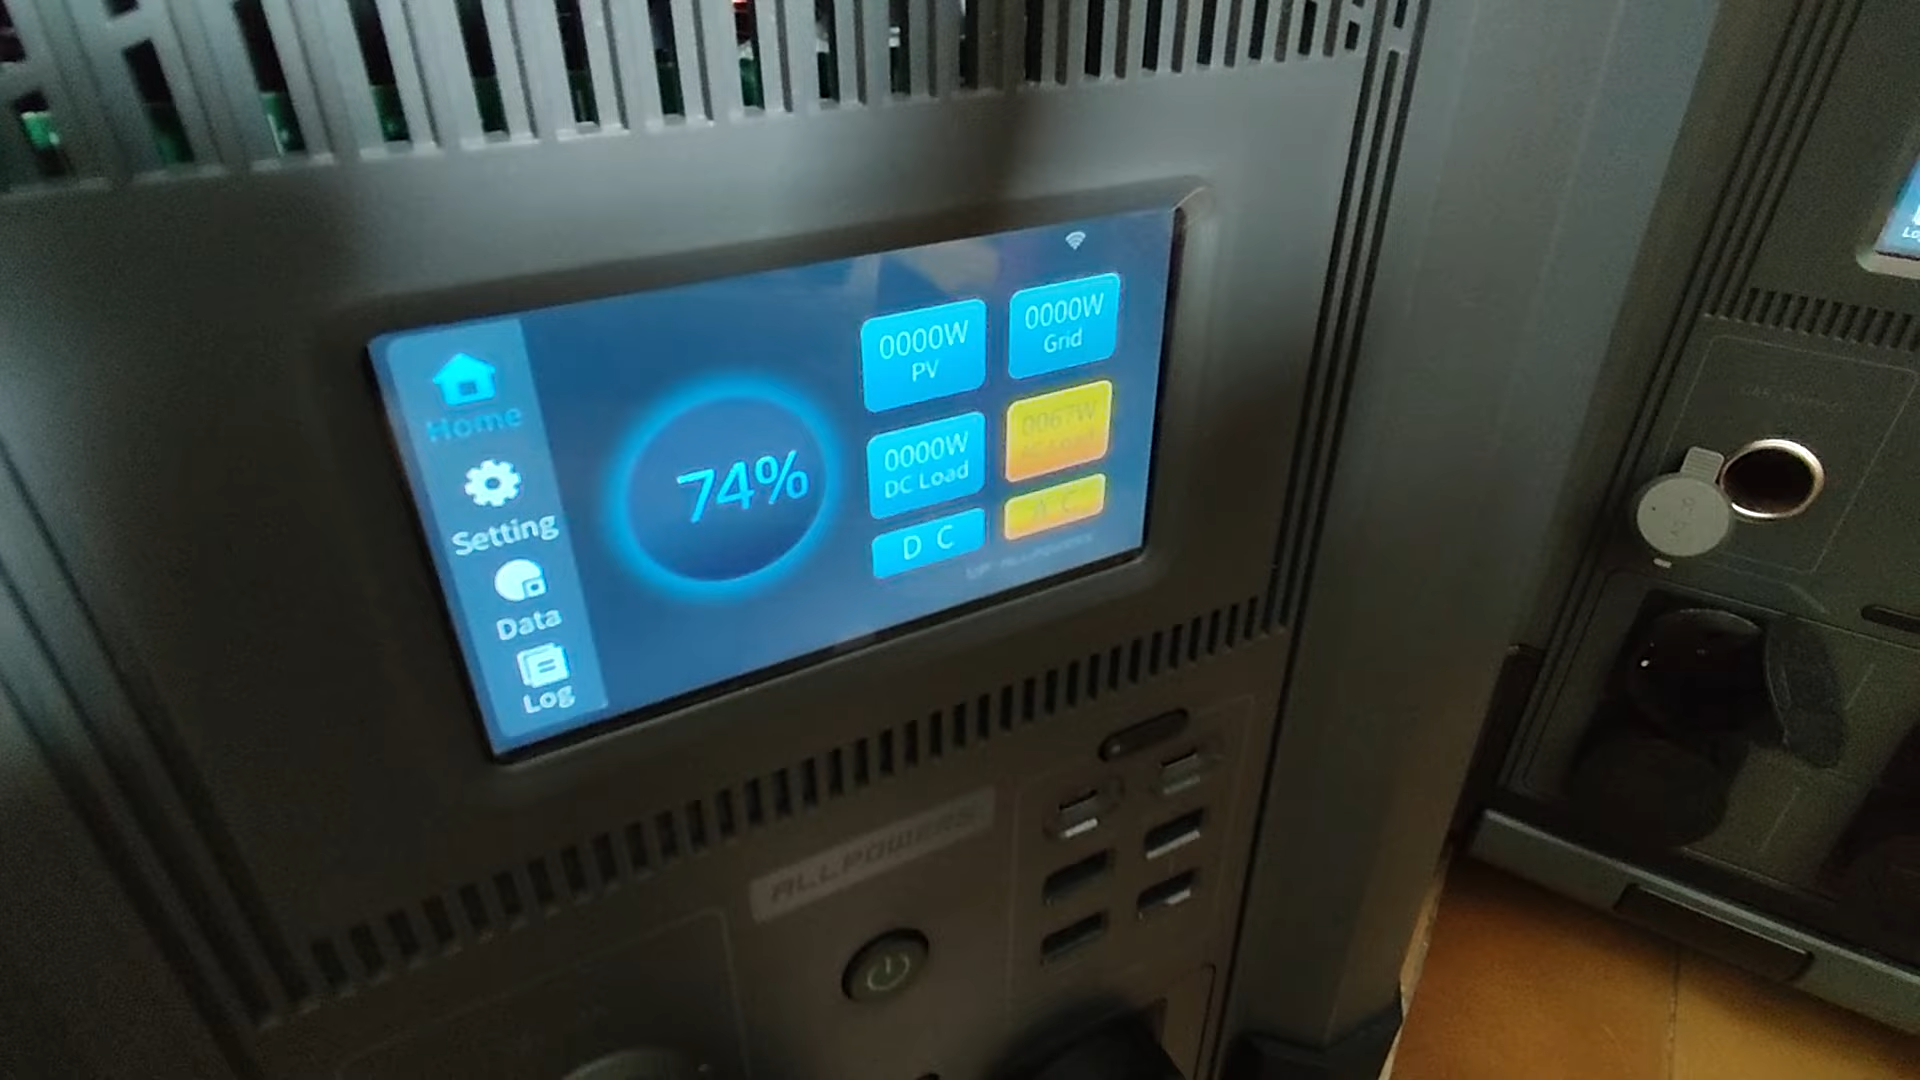 Home
Setting
Data
Log
74%
0000W
PV
0000W
Grid
0000W
DC Load
0067W
AC Load
D C
A C
ALLPOWERS